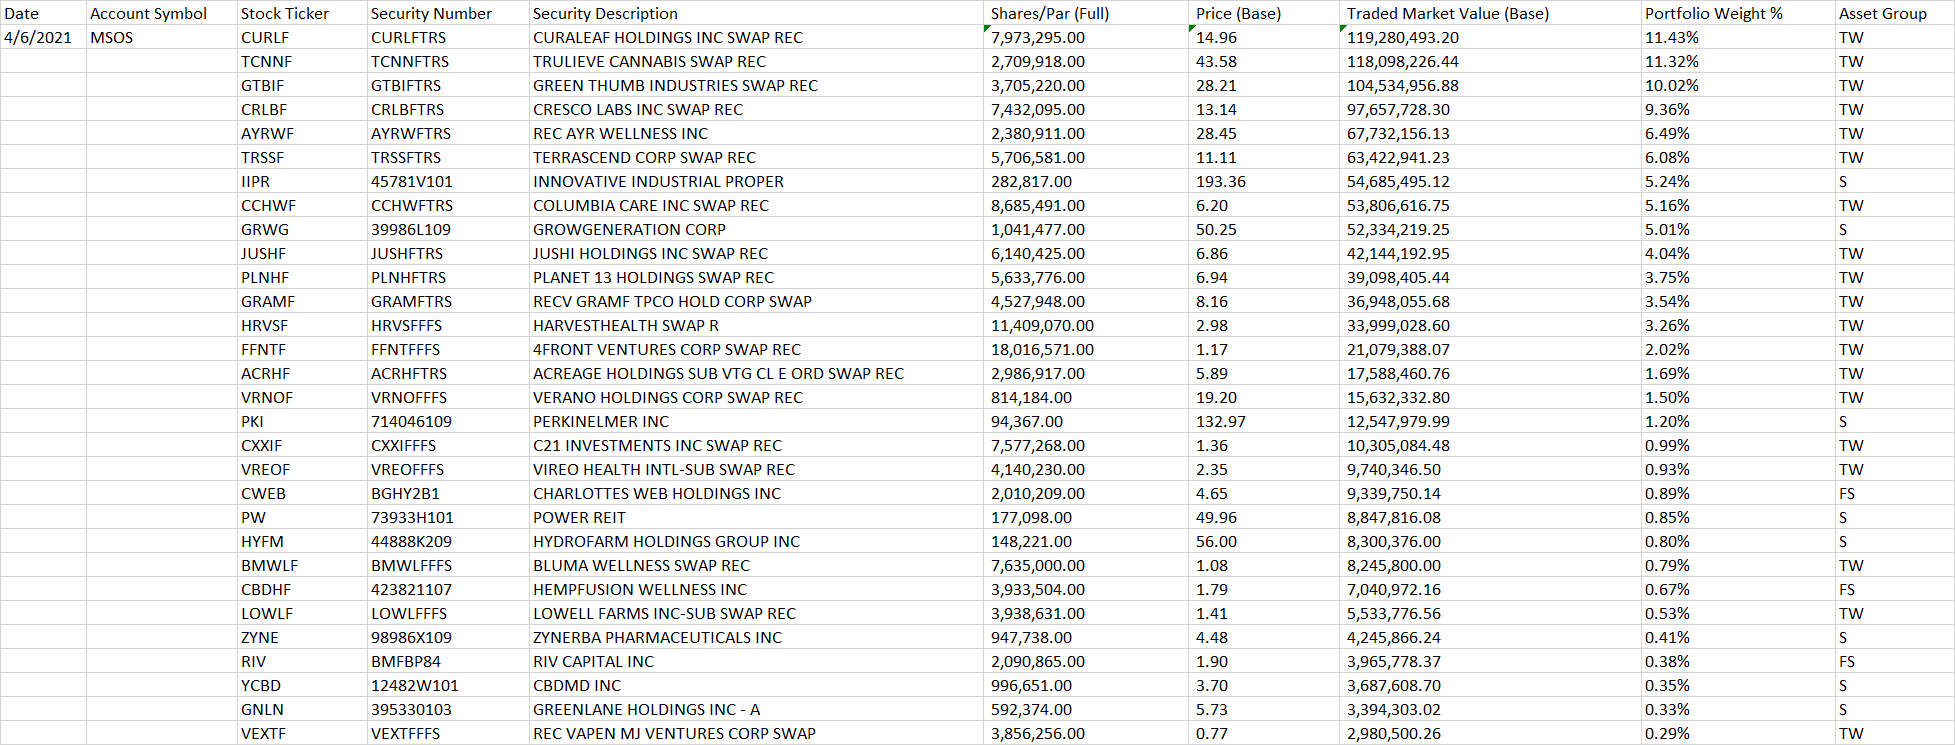 Date Account Symbol Stock Ticker Security Number Security Description Shares/Par (Full) Price (Base) Traded Market Value (Base) Portfolio Weight % Asset Group
4/6/2021 MSOS CURLF CURLFTRS CURALEAF HOLDINGS INC SWAP REC 7,973,295.00 14.96 119,280,493.20 11.43% TW
TCNNF TCNNFTRS TRULIEVE CANNABIS SWAP REC 2,709,918.00 43.58 118,098,226.44 11.32% TW
GTBIF GTBIFTRS GREEN THUMB INDUSTRIES SWAP REC 3,705,220.00 28.21 104,534,956.88 10.02% TW
CRLBF CRLBFTRS CRESCO LABS INC SWAP REC 7,432,095.00 13.14 97,657,728.30 9.36% TW
AYRWF AYRWFTRS REC AYR WELLNESS INC 2,380,911.00 28.45 67,732,156.13 6.49% TW
TRSSF TRSSFTRS TERRASCEND CORP SWAP REC 5,706,581.00 11.11 63,422,941.23 6.08% TW
IIPR 45781V101 INNOVATIVE INDUSTRIAL PROPER 282,817.00 193.36 54,685,495.12 5.24% S
CCHWF CCHWFTRS COLUMBIA CARE INC SWAP REC 8,685,491.00 6.20 53,806,616.75 5.16% TW
GRWG 39986L109 GROWGENERATION CORP 1,041,477.00 50.25 52,334,219.25 5.01% S
JUSHF JUSHFTRS JUSHI HOLDINGS INC SWAP REC 6,140,425.00 6.86 42,144,192.95 4.04% TW
PLNHF PLNHFTRS PLANET 13 HOLDINGS SWAP REC 5,633,776.00 6.94 39,098,405.44 3.75% TW
GRAMF GRAMFTRS RECV GRAMF TPCO HOLD CORP SWAP 4,527,948.00 8.16 36,948,055.68 3.54% TW
HRVSF HRVSFFFS HARVESTHEALTH SWAP R 11,409,070.00 2.98 33,999,028.60 3.26% TW
FFNTF FFNTFFFS 4FRONT VENTURES CORP SWAP REC 18,016,571.00 1.17 21,079,388.07 2.02% TW
ACRHF ACRHFTRS ACREAGE HOLDINGS SUB VTG CL E ORD SWAP REC 2,986,917.00 5.89 17,588,460.76 1.69% TW
VRNOF VRNOFFFS VERANO HOLDINGS CORP SWAP REC 814,184.00 19.20 15,632,332.80 1.50% TW
PKI 714046109 PERKINELMER INC 94,367.00 132.97 12,547,979.99 1.20% S
CXXIF CXXIFFFS C21 INVESTMENTS INC SWAP REC 7,577,268.00 1.36 10,305,084.48 0.99% TW
VREOF VREOFFFS VIREO HEALTH INTL-SUB SWAP REC 4,140,230.00 2.35 9,740,346.50 0.93% TW
CWEB BGHY2B1 CHARLOTTES WEB HOLDINGS INC 2,010,209.00 4.65 9,339,750.14 0.89% FS
PW 73933H101 POWER REIT 177,098.00 49.96 8,847,816.08 0.85% S
HYFM 44888K209 HYDROFARM HOLDINGS GROUP INC 148,221.00 56.00 8,300,376.00 0.80% S
BMWLF BMWLFFFS BLUMA WELLNESS SWAP REC 7,635,000.00 1.08 8,245,800.00 0.79% TW
CBDHF 423821107 HEMPFUSION WELLNESS INC 3,933,504.00 1.79 7,040,972.16 0.67% FS
LOWLF LOWLFFFS LOWELL FARMS INC-SUB SWAP REC 3,938,631.00 1.41 5,533,776.56 0.53% TW
ZYNE 98986X109 ZYNERBA PHARMACEUTICALS INC 947,738.00 4.48 4,245,866.24 0.41% S
RIV BMFBP84 RIV CAPITAL INC 2,090,865.00 1.90 3,965,778.37 0.38% FS
YCBD 12482W101 CBDMD INC 996,651.00 3.70 3,687,608.70 0.35% S
GNLN 395330103 GREENLANE HOLDINGS INC - A 592,374.00 5.73 3,394,303.02 0.33% S
VEXTF VEXTFFFS REC VAPEN MJ VENTURES CORP SWAP 3,856,256.00 0.77 2,980,500.26 0.29% TW